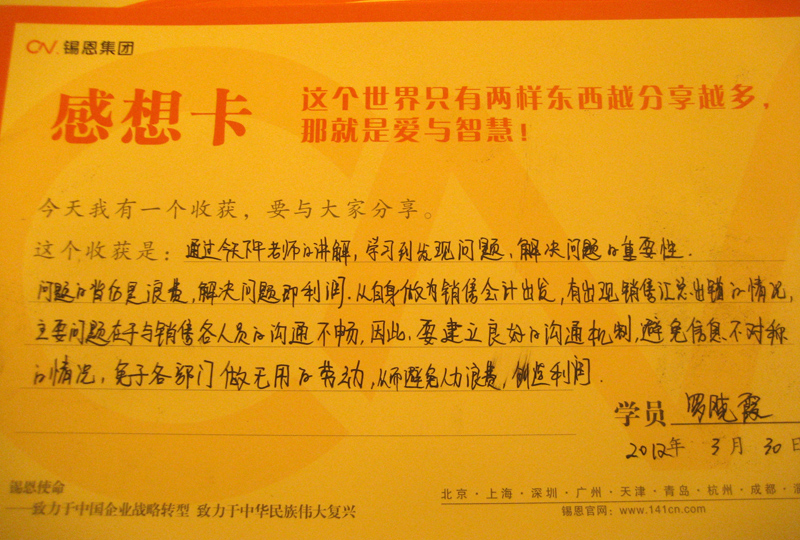 锡恩集团
感想卡
这个世界只有两样东西越分享越多，
那就是爱与智慧！
今天我有一个收获，要与大家分享。
这个收获是：通过今天下午老师的讲解，学习到发现问题、解决问题的重要性．
问题的背后是浪费，解决问题即利润．从自身做为销售会计出发，有出现销售汇总出错的情况，
主要问题在于与销售各人员的沟通不畅，因此、要建立良好的沟通机制，避免信息不对称
的情况，免于各部门做无用的劳动，从而避免人力浪费，创造利润．
学员 罗晓霞
2012年 3月 30日
锡恩使命
——致力于中国企业战略转型 致力于中华民族伟大复兴
北京·上海·深圳·广州·天津·青岛·杭州·成都·
锡恩官网：www.141cn.com